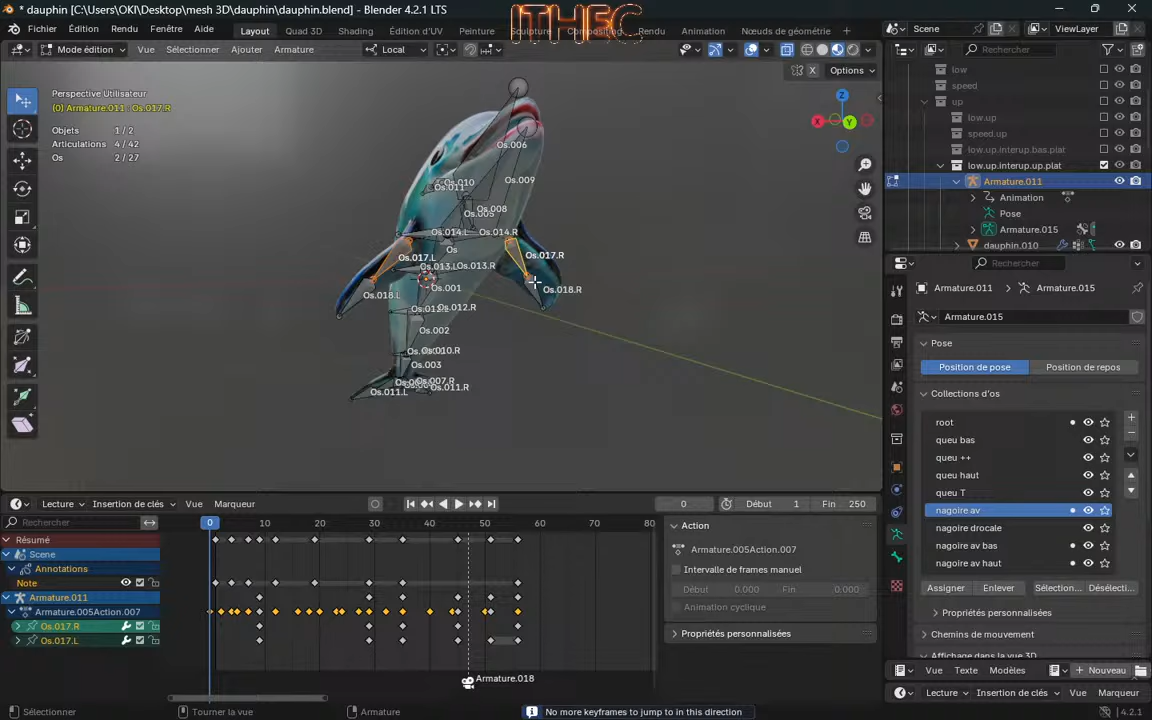 * dauphin [C:\Users\OKI\Desktop\mesh 3D\dauphin\dauphin.blend] - Blender 4.2.1 LTS
ITHEC
Fichier Édition Rendu Fenêtre Aide Layout Quad 3D Shading Édition d'UV Peinture Sculpture Compositing Rendu Animation Nœuds de géométrie
Scene ViewLayer
Mode édition Vue Sélectionner Ajouter Armature Local
Rechercher
X Options
Perspective Utilisateur
(0) Armature.011 : Os.017.R
Objets 1/2
Articulations 4/42
Os 2/27
Z
X
Y
Os.006
Os.009
Os.010
Os.011
Os.008
Os.005
Os.014.L
Os.014.R
Os
Os.017.L
Os.017.R
Os.013.L
Os.013.R
Os.018.L
Os.018.R
Os.001
Os.012.R
Os.002
Os.010.R
Os.003
Os.007.R
Os.011.L
Os.011.R
low
speed
up
low.up
speed.up
low.up.interup.bas.plat
low.up.interup.up.plat
Armature.011
Animation
Pose
Armature.015
dauphin.010
Rechercher
Armature.011 > Armature.015
Armature.015
Pose
Position de pose Position de repos
Collections d'os
root
queu bas
queu ++
queu haut
queu T
nagoire av
nagoire drocale
nagoire av bas
nagoire av haut
Assigner Enlever Sélection... Désélecti...
Propriétés personnalisées
Chemins de mouvement
Affichage dans la vue 3D
Vue Texte Modèles Nouveau
Lecture Insertion de clés Vue Marqueur
Lecture Insertion de clés Vue Marqueur 0 Début 1 Fin 250
Rechercher
0 10 20 30 40 50 60 70 80
Résumé
Scene
Annotations
Note
Armature.011
Armature.005Action.007
Os.017.R
Os.017.L
Armature.018
Action
Armature.005Action.007
Intervalle de frames manuel
Début 0.000 Fin 0.000
Animation cyclique
Propriétés personnalisées
Sélectionner Tourner la vue Armature No more keyframes to jump to in this direction 4.2.1